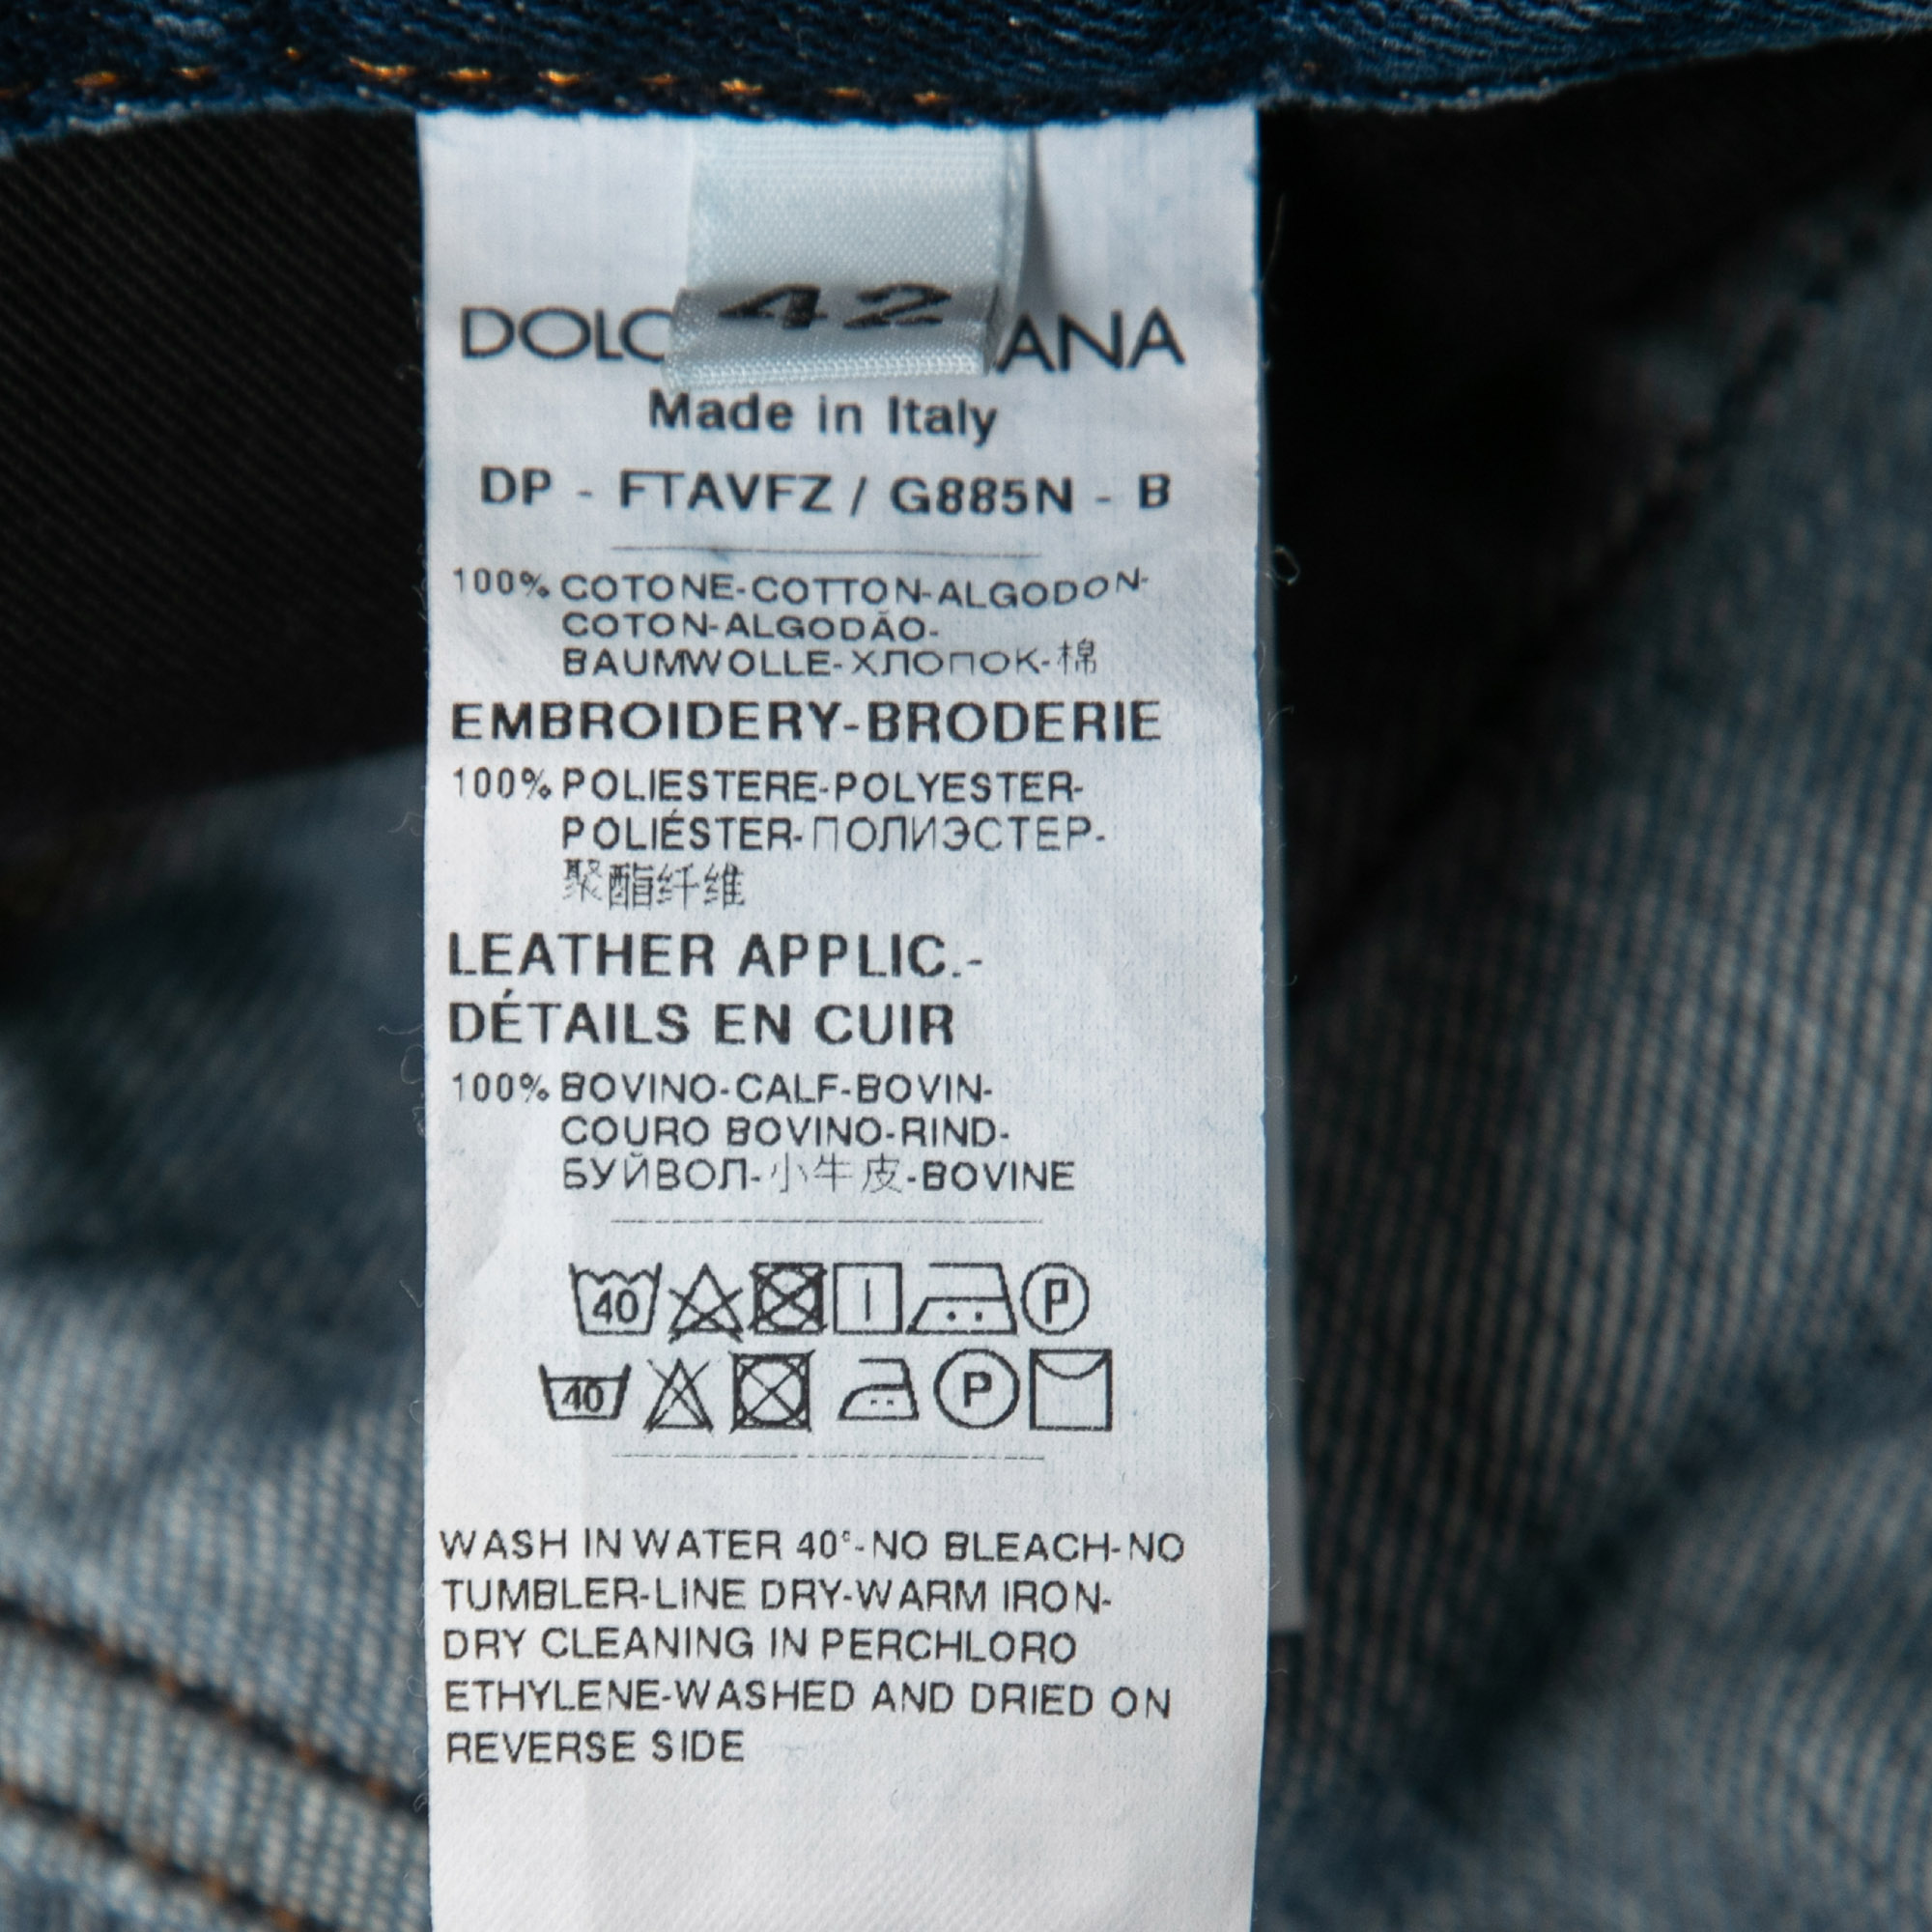 42
DOLC ANA
Made in Italy
DP - FTAVFZ / G885N - B
100% COTONE-COTTON-ALGODON-
COTON-ALGODÃO-
BAUMWOLLE-ХЛОПОК-棉
EMBROIDERY-BRODERIE
100% POLIESTERE-POLYESTER-
POLIÉSTER-ПОЛИЭСТЕР-
聚酯纤维
LEATHER APPLIC.-
DÉTAILS EN CUIR
100% BOVINO-CALF-BOVIN-
COURO BOVINO-RIND-
БУЙВОЛ-小牛皮-BOVINE
40 P
40 P
WASH IN WATER 40°-NO BLEACH-NO
TUMBLER-LINE DRY-WARM IRON-
DRY CLEANING IN PERCHLORO
ETHYLENE-WASHED AND DRIED ON
REVERSE SIDE